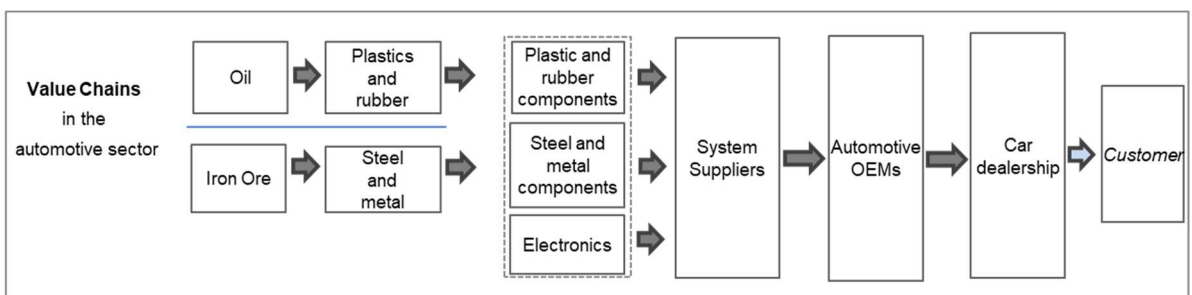 Value Chains
in the
automotive sector
Oil
Plastics
and
rubber
Iron Ore
Steel
and
metal
Plastic and
rubber
components
Steel and
metal
components
Electronics
System
Suppliers
Automotive
OEMs
Car
dealership
Customer